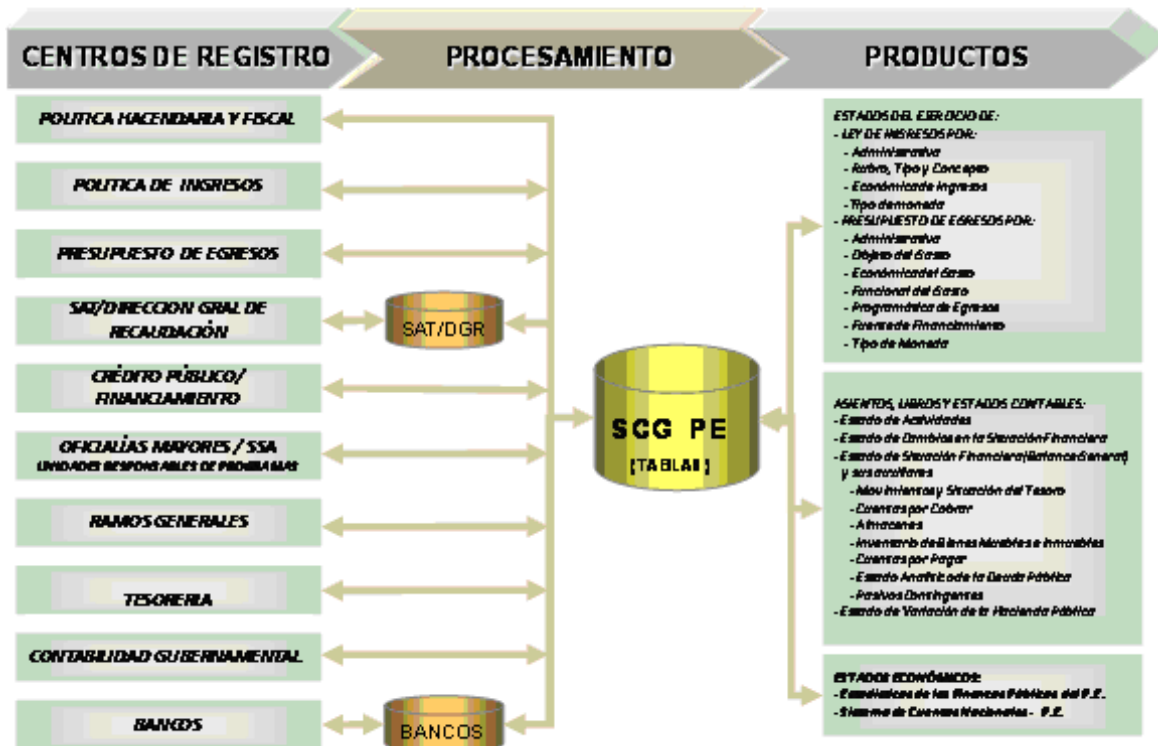 CENTROS DE REGISTRO
PROCESAMIENTO
PRODUCTOS
POLITICA HACENDARIA Y FISCAL
POLITICA DE INGRESOS
PRESUPUESTO DE EGRESOS
SAT/DIRECCION GRAL DE
RECAUDACIÓN
CRÉDITO PÚBLICO/
FINANCIAMIENTO
OFICIALÍAS MAYORES / SSA
UNIDADES RESPONSABLES DE PROGRAMAS
RAMOS GENERALES
TESORERIA
CONTABILIDAD GUBERNAMENTAL
BANCOS
SAT/DGR
BANCOS
SCG PE
(TABLAS)
ESTADOS DEL EJERCICIO DE:
- LEY DE INGRESOS POR:
- Administrativa
- Rubro, Tipo y Concepto
- Económica de Ingresos
- Tipo de moneda
- PRESUPUESTO DE EGRESOS POR:
- Administrativa
- Objeto del Gasto
- Económica del Gasto
- Funcional del Gasto
- Programática de Egresos
- Fuente de Financiamiento
- Tipo de Moneda
ASIENTOS, LIBROS Y ESTADOS CONTABLES:
- Estado de Actividades
- Estado de Cambios en la Situación Financiera
- Estado de Situación Financiera (Balance General)
y sus auxiliares
- Movimientos y Situación del Tesoro
- Cuentas por Cobrar
- Almacenes
- Inventario de Bienes Muebles e Inmuebles
- Cuentas por Pagar
- Estado Analítico de la Deuda Pública
- Pasivos Contingentes
- Estado de Variación de la Hacienda Pública
ESTADOS ECONÓMICOS:
- Estadísticas de las Finanzas Públicas del P.E.
- Sistema de Cuentas Nacionales - P.E.